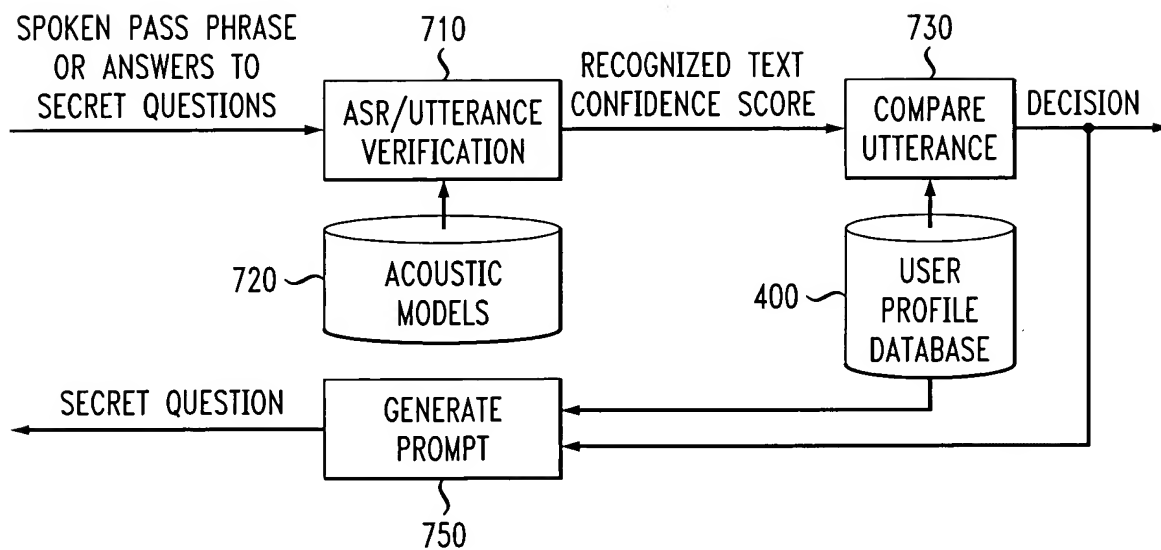 SPOKEN PASS PHRASE
OR ANSWERS TO
SECRET QUESTIONS
710
ASR/UTTERANCE
VERIFICATION
RECOGNIZED TEXT
CONFIDENCE SCORE
730
COMPARE
UTTERANCE
DECISION
720
ACOUSTIC
MODELS
400
USER
PROFILE
DATABASE
SECRET QUESTION
GENERATE
PROMPT
750